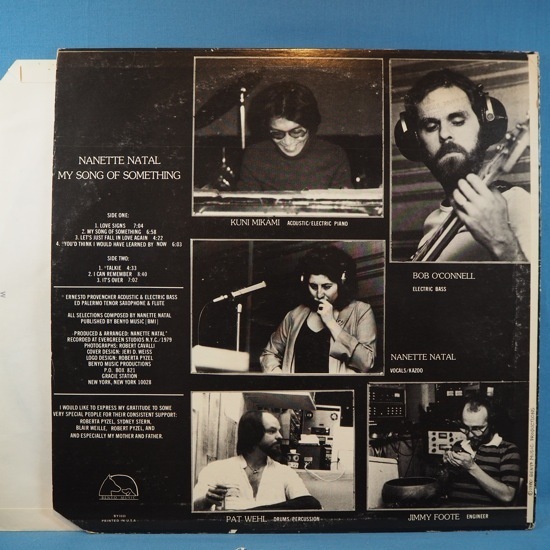 NANETTE NATAL
MY SONG OF SOMETHING
SIDE ONE:
1. LOVE SIGNS 7:04
2. MY SONG OF SOMETHING 6:58
3. LET'S JUST FALL IN LOVE AGAIN 4:22
4. *YOU'D THINK I WOULD HAVE LEARNED BY NOW 6:03
SIDE TWO:
1. *TALKIE 4:33
2. I CAN REMEMBER 8:40
3. IT'S OVER 7:02
*ERNESTO PROVENCHER ACOUSTIC & ELECTRIC BASS
ED PALERMO TENOR SAXOPHONE & FLUTE
ALL SELECTIONS COMPOSED BY NANETTE NATAL
PUBLISHED BY BENYO MUSIC (BMI)
PRODUCED & ARRANGED: NANETTE NATAL
RECORDED AT EVERGREEN STUDIOS N.Y.C./1979
PHOTOGRAPHS: ROBERT CAVALLI
COVER DESIGN: JERI D. WEISS
LOGO DESIGN: ROBERTA PYZEL
BENYO MUSIC PRODUCTIONS
P.O. BOX 821
GRACIE STATION
NEW YORK, NEW YORK 10028
I WOULD LIKE TO EXPRESS MY GRATITUDE TO SOME
VERY SPECIAL PEOPLE FOR THEIR CONSISTENT SUPPORT:
ROBERTA PYZEL, SYDNEY STERN,
BLAIR WEILLE, ROBERT PYZEL, AND
AND ESPECIALLY MY MOTHER AND FATHER.
BENYO MUSIC
PRINTED IN U.S.A.
KUNI MIKAMI ACOUSTIC/ELECTRIC PIANO
BOB O'CONNELL
ELECTRIC BASS
NANETTE NATAL
VOCALS/KAZOO
PAT WEHL DRUMS/PERCUSSION
JIMMY FOOTE ENGINEER